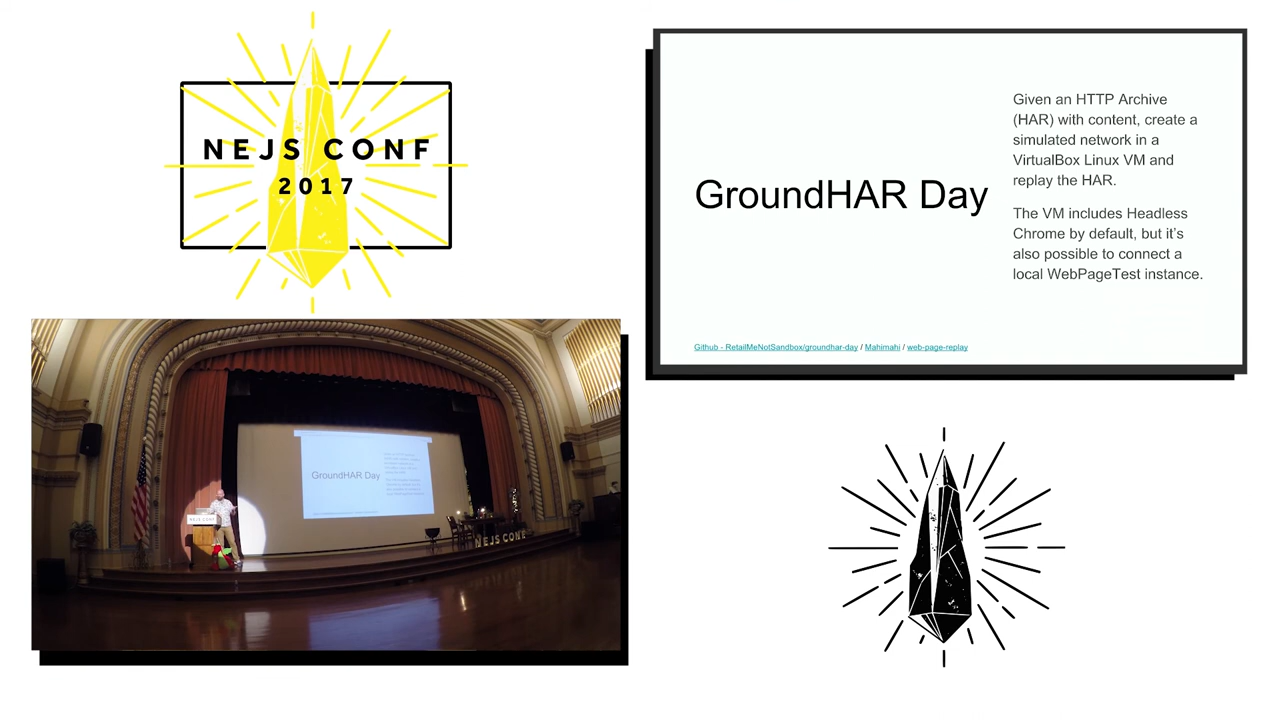 NEJS CONF
2017
Given an HTTP Archive
(HAR) with content, create a
simulated network in a
VirtualBox Linux VM and
replay the HAR.
GroundHAR Day
The VM includes Headless
Chrome by default, but it's
also possible to connect a
local WebPageTest instance.
Github - RetailMeNotSandbox/groundhar-day / Mahimahi / web-page-replay
GroundHAR Day
NEJS CONF
NEJS CONF